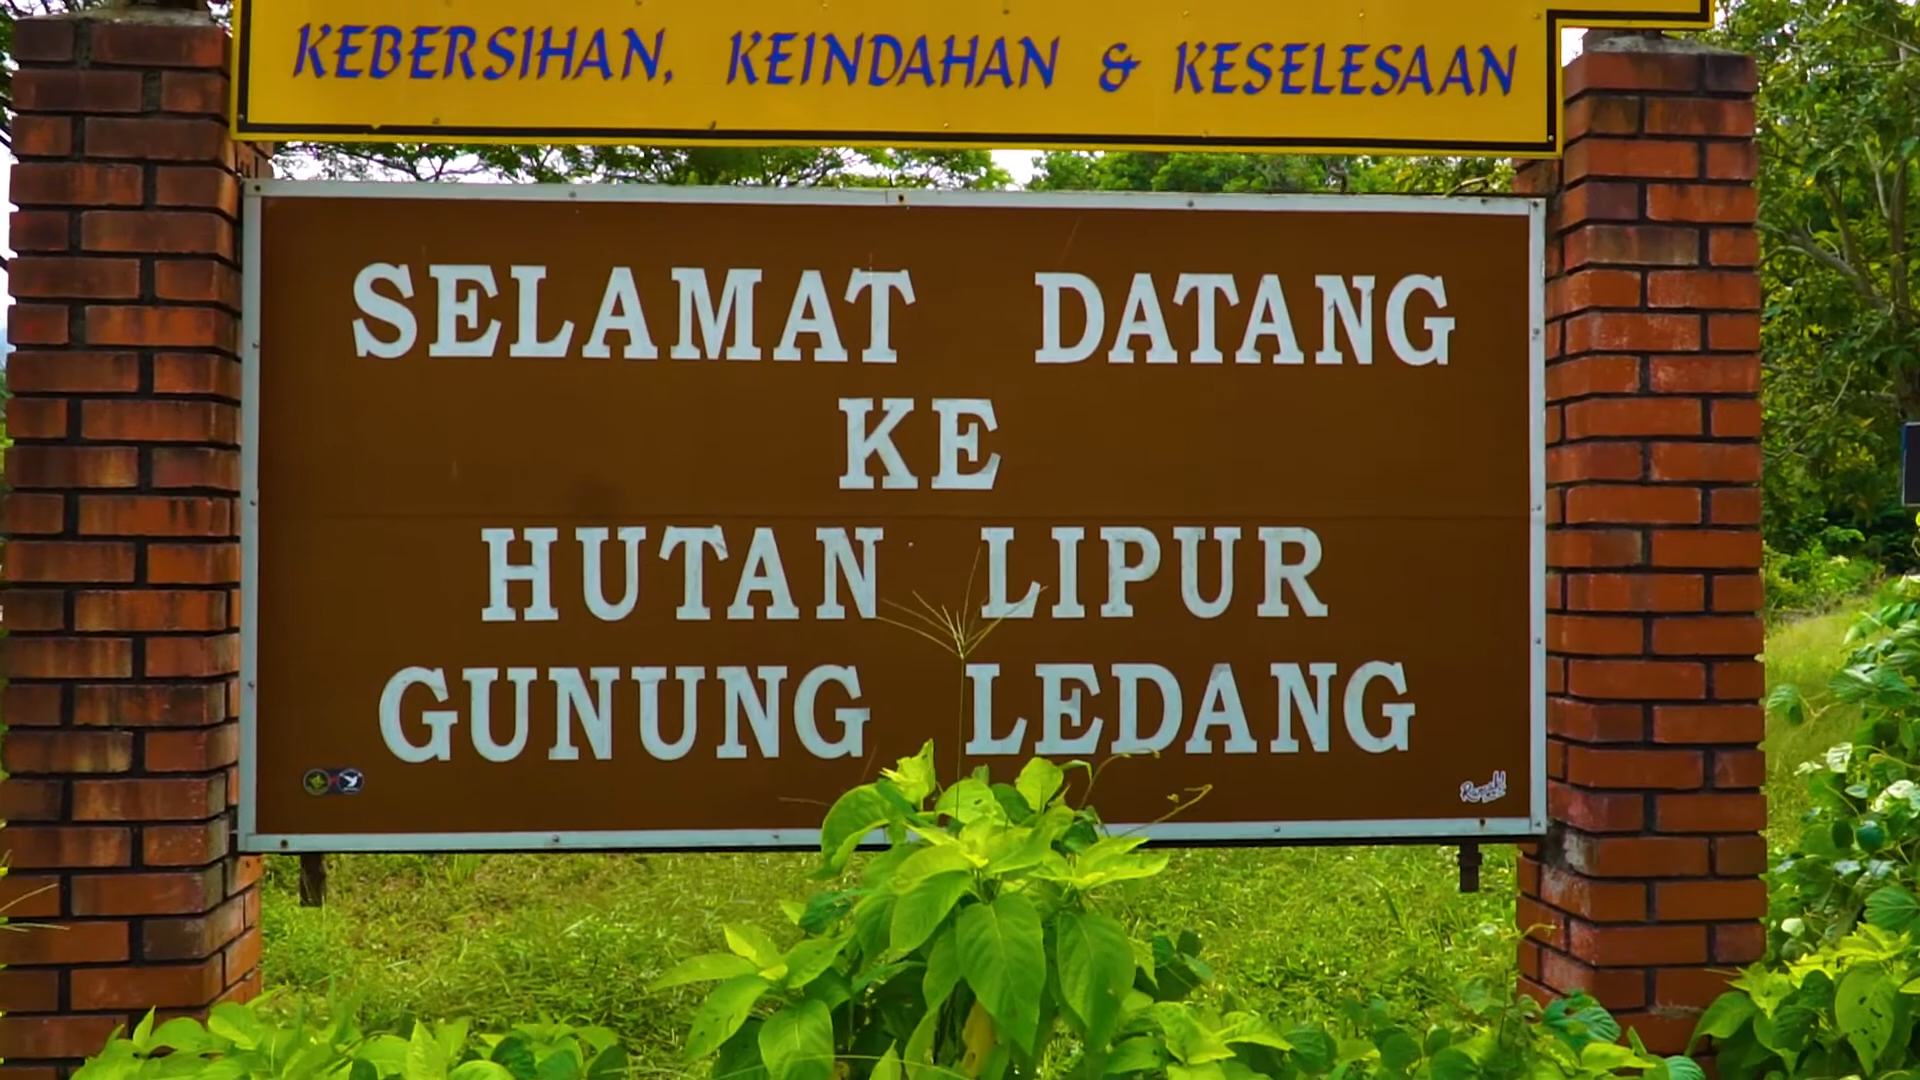 KEBERSIHAN, KEINDAHAN & KESELESAAN
SELAMAT DATANG
KE
HUTAN LIPUR
GUNUNG LEDANG